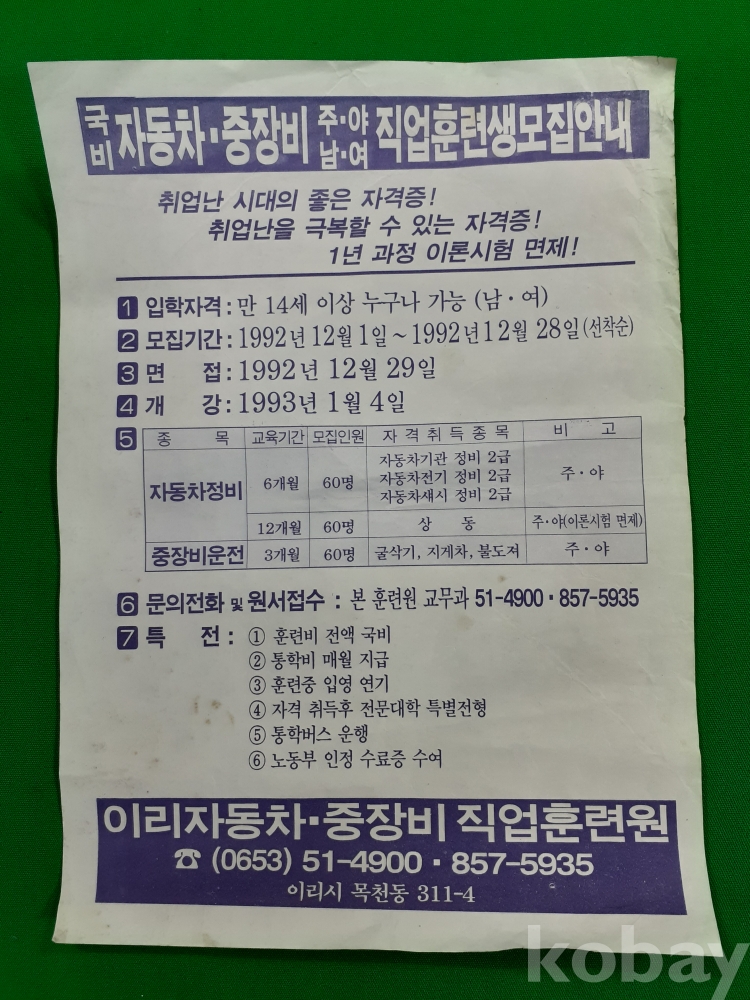 국비 자동차·중장비 주·야 남·여 직업훈련생모집안내
취업난 시대의 좋은 자격증!
취업난을 극복할 수 있는 자격증!
1년 과정 이론시험 면제!
1 입학자격 : 만 14세 이상 누구나 가능 (남·여)
2 모집기간 : 1992년 12월 1일 ~ 1992년 12월 28일 (선착순)
3 면 접 : 1992년 12월 29일
4 개 강 : 1993년 1월 4일
5 종 목 교육기간 모집인원 자격취득종목 비 고
자동차정비 6개월 60명 자동차기관 정비 2급 주·야
자동차전기 정비 2급
자동차섀시 정비 2급
12개월 60명 상 동 주·야(이론시험 면제)
중장비운전 3개월 60명 굴삭기, 지게차, 불도져 주·야
6 문의전화 및 원서접수 : 본 훈련원 교무과 51-4900·857-5935
7 특 전 : ① 훈련비 전액 국비
② 통학비 매월 지급
③ 훈련중 입영 연기
④ 자격 취득후 전문대학 특별전형
⑤ 통학버스 운행
⑥ 노동부 인정 수료증 수여
이리자동차·중장비 직업훈련원
☎ (0653) 51-4900·857-5935
이리시 목천동 311-4
kobay